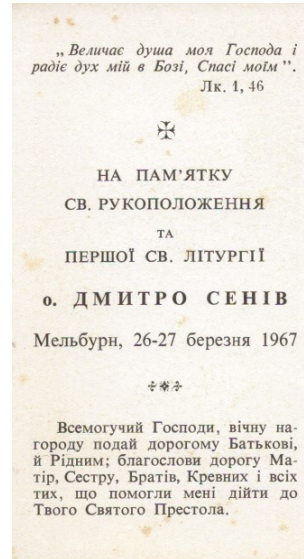 „Величає душа моя Господа і
радіє дух мій в Бозі, Спасі моїм".
Лк. 1, 46
НА ПАМ'ЯТКУ
СВ. РУКОПОЛОЖЕННЯ
ТА
ПЕРШОЇ СВ. ЛІТУРГІЇ
о. ДМИТРО СЕНІВ
Мельбурн, 26-27 березня 1967
Всемогучий Господи, вічну на-
городу подай дорогому Батькові,
й Рідним; благослови дорогу Ма-
тір, Сестру, Братів, Кревних і всіх
тих, що помогли мені дійти до
Твого Святого Престола.